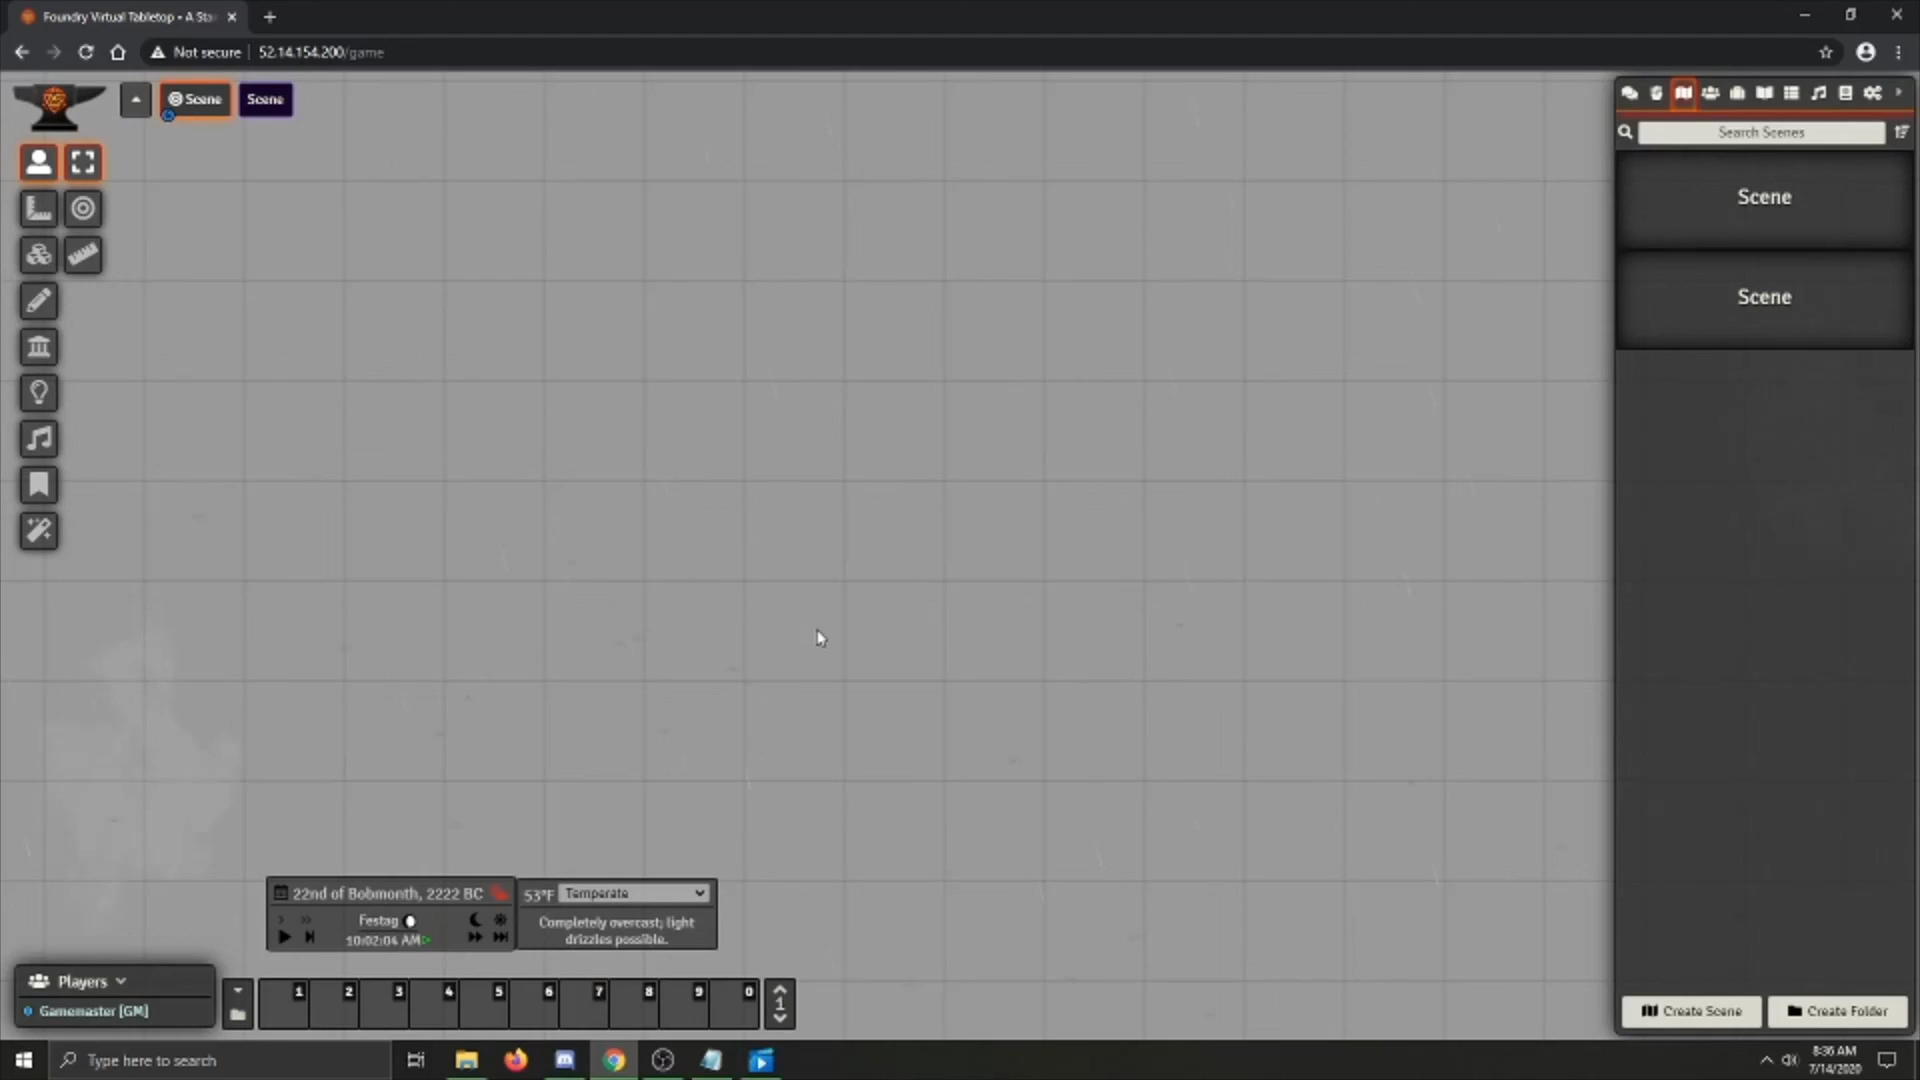 Foundry Virtual Tabletop • A Sta
Not secure
52.14.154.200/game
Scene
Scene
Search Scenes
Scene
Scene
22nd of Bobmonth, 2222 BC
Festag
10:02:04 AM
53°F
Temperate
Completely overcast; light
drizzles possible.
Players
Gamemaster [GM]
1 2 3 4 5 6 7 8 9 0
1
Create Scene
Create Folder
Type here to search
8:36 AM
7/14/2020